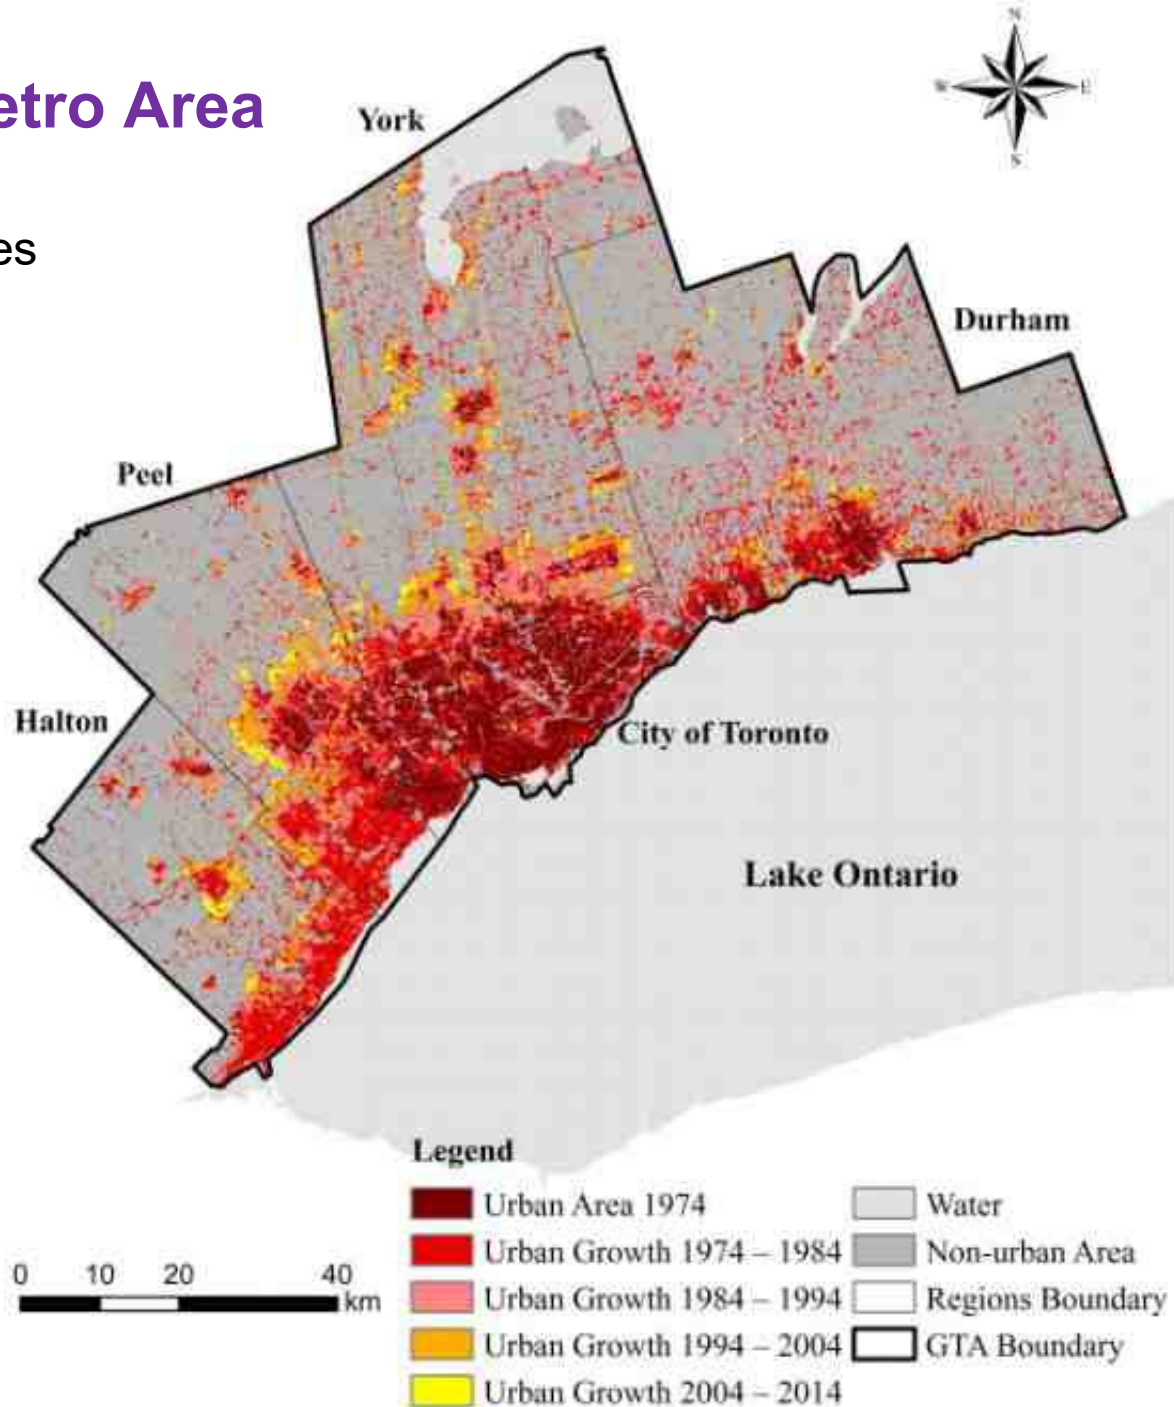 etro Area
es
N
W
E
S
York
Durham
Peel
Halton
City of Toronto
Lake Ontario
Legend
Urban Area 1974
Urban Growth 1974 – 1984
Urban Growth 1984 – 1994
Urban Growth 1994 – 2004
Urban Growth 2004 – 2014
Water
Non-urban Area
Regions Boundary
GTA Boundary
0 10 20 40
km